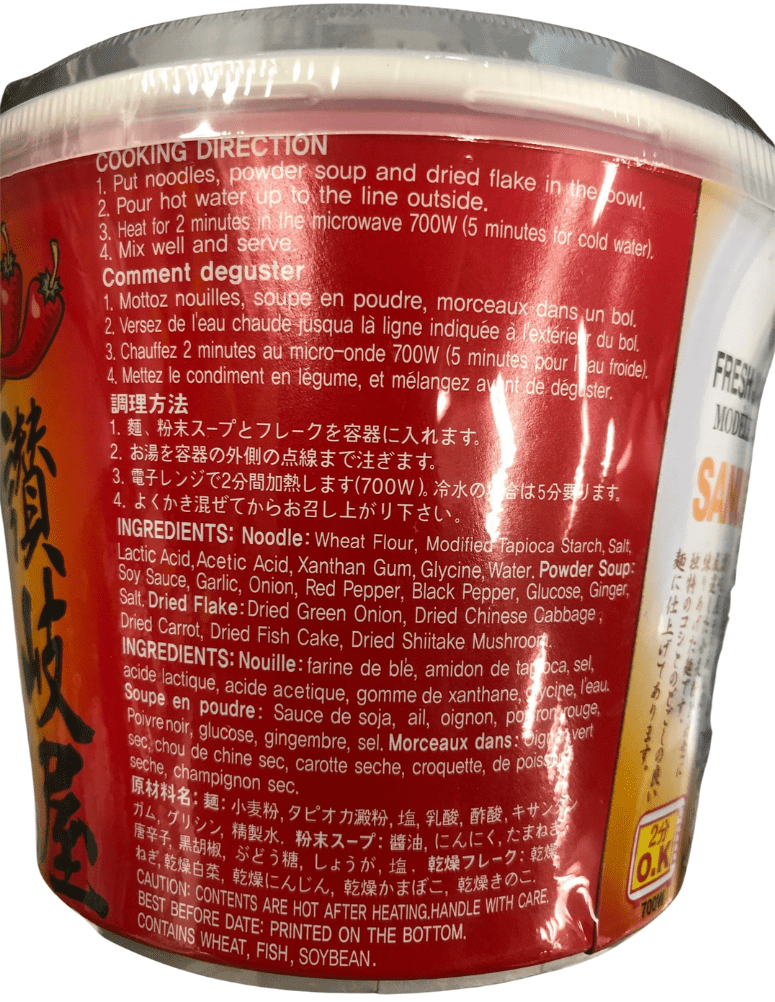 COOKING DIRECTION
1. Put noodles, powder soup and dried flake in the bowl.
2. Pour hot water up to the line outside.
3. Heat for 2 minutes in the microwave 700W (5 minutes for cold water).
4. Mix well and serve.
Comment deguster
1. Mottoz nouilles, soupe en poudre, morceaux dans un bol.
2. Versez de l'eau chaude jusqua là ligne indiquée à l'extérieur du bol.
3. Chauffez 2 minutes au micro-onde 700W (5 minutes pour l'eau froide).
4. Mettez le condiment en légume, et mélangez avant de déguster.
調理方法
1. 麺、粉末スープとフレークを容器に入れます。
2. お湯を容器の外側の点線まで注ぎます。
3. 電子レンジで2分間加熱します(700W)。冷水の場合は5分要ります。
4. よくかき混ぜてからお召し上がり下さい。
INGREDIENTS: Noodle: Wheat Flour, Modified Tapioca Starch, Salt,
Lactic Acid, Acetic Acid, Xanthan Gum, Glycine, Water. Powder Soup:
Soy Sauce, Garlic, Onion, Red Pepper, Black Pepper, Glucose, Ginger,
Salt. Dried Flake: Dried Green Onion, Dried Chinese Cabbage,
Dried Carrot, Dried Fish Cake, Dried Shiitake Mushroom.
INGREDIENTS: Nouille: farine de ble, amidon de tapioca, sel,
acide lactique, acide acetique, gomme de xanthane, glycine, l'eau.
Soupe en poudre: Sauce de soja, ail, oignon, poivron rouge,
Poivre noir, glucose, gingembre, sel. Morceaux dans: Oignon vert
sec, chou de chine sec, carotte seche, croquette, de poisson
seche, champignon sec.
原材料名: 麺: 小麦粉, タピオカ澱粉, 塩, 乳酸, 酢酸, キサンタン
ガム, グリシン, 精製水. 粉末スープ: 醬油, にんにく, たまねぎ,
唐辛子, 黒胡椒, ぶどう糖, しょうが, 塩. 乾燥フレーク: 乾燥
ねぎ, 乾燥白菜, 乾燥にんじん, 乾燥かまぼこ, 乾燥きのこ.
CAUTION: CONTENTS ARE HOT AFTER HEATING.HANDLE WITH CARE.
BEST BEFORE DATE: PRINTED ON THE BOTTOM.
CONTAINS WHEAT, FISH, SOYBEAN.
讃岐屋
麺に仕上げてあります。
2分
O.K
700W